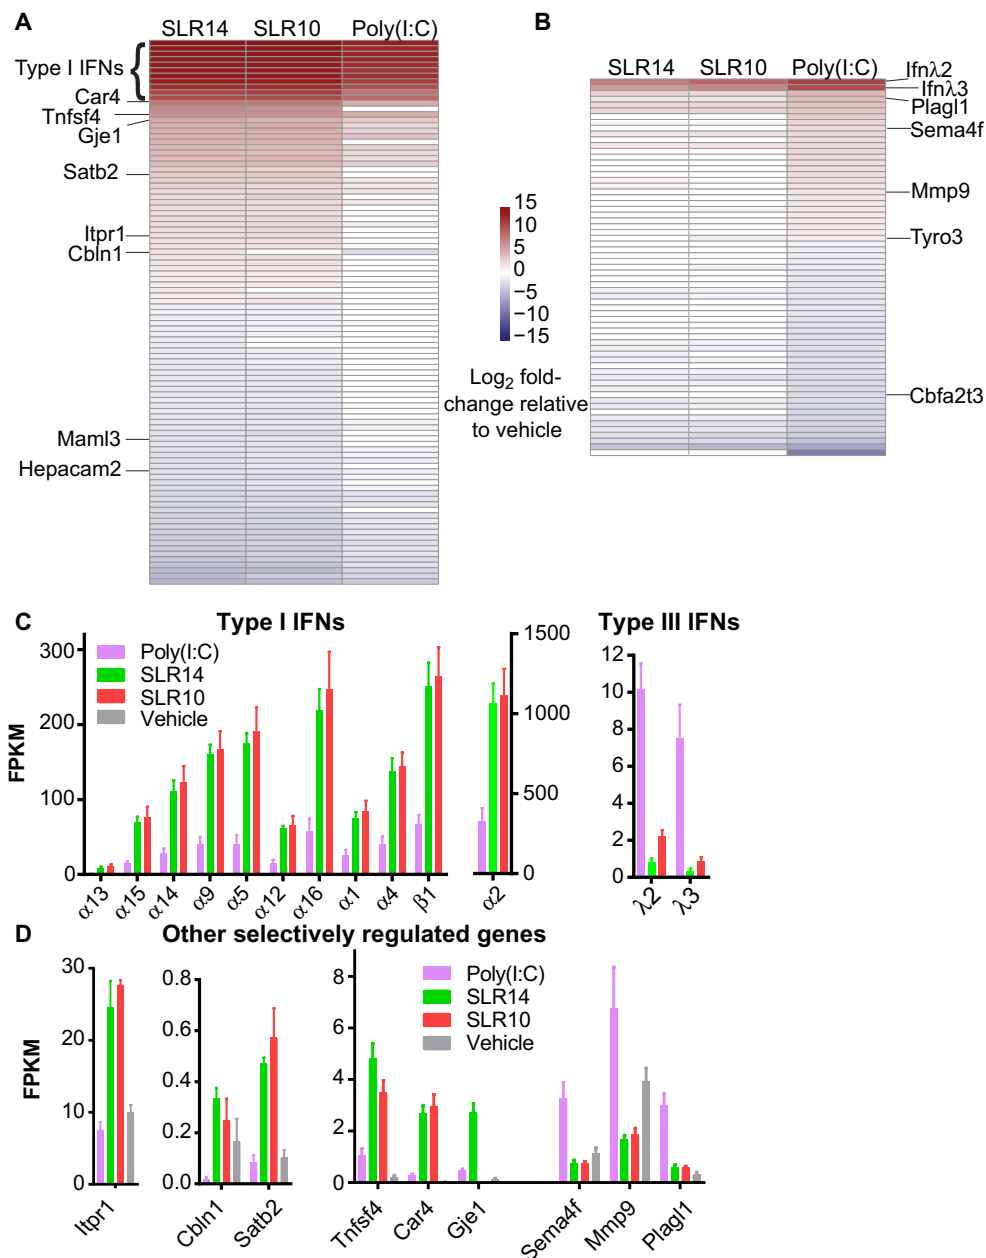 A
SLR14 SLR10 Poly(I:C)
Type I IFNs
Car4
Tnfsf4
Gje1
Satb2
Itpr1
Cbln1
Maml3
Hepacam2
15
10
5
0
−5
−10
−15
Log2 fold-
change relative
to vehicle
B
SLR14 SLR10 Poly(I:C)
Ifnλ2
Ifnλ3
Plagl1
Sema4f
Mmp9
Tyro3
Cbfa2t3
C
Type I IFNs
FPKM
300
200
100
0
Poly(I:C)
SLR14
SLR10
Vehicle
α13 α15 α14 α9 α5 α12 α16 α1 α4 β1
1500
1000
500
0
α2
Type III IFNs
12
10
8
6
4
2
0
λ2 λ3
D
Other selectively regulated genes
FPKM
30
20
10
0
Itpr1
0.8
0.6
0.4
0.2
0.0
Cbln1 Satb2
8
6
4
2
0
Poly(I:C)
SLR14
SLR10
Vehicle
Tnfsf4 Car4 Gje1 Sema4f Mmp9 Plagl1